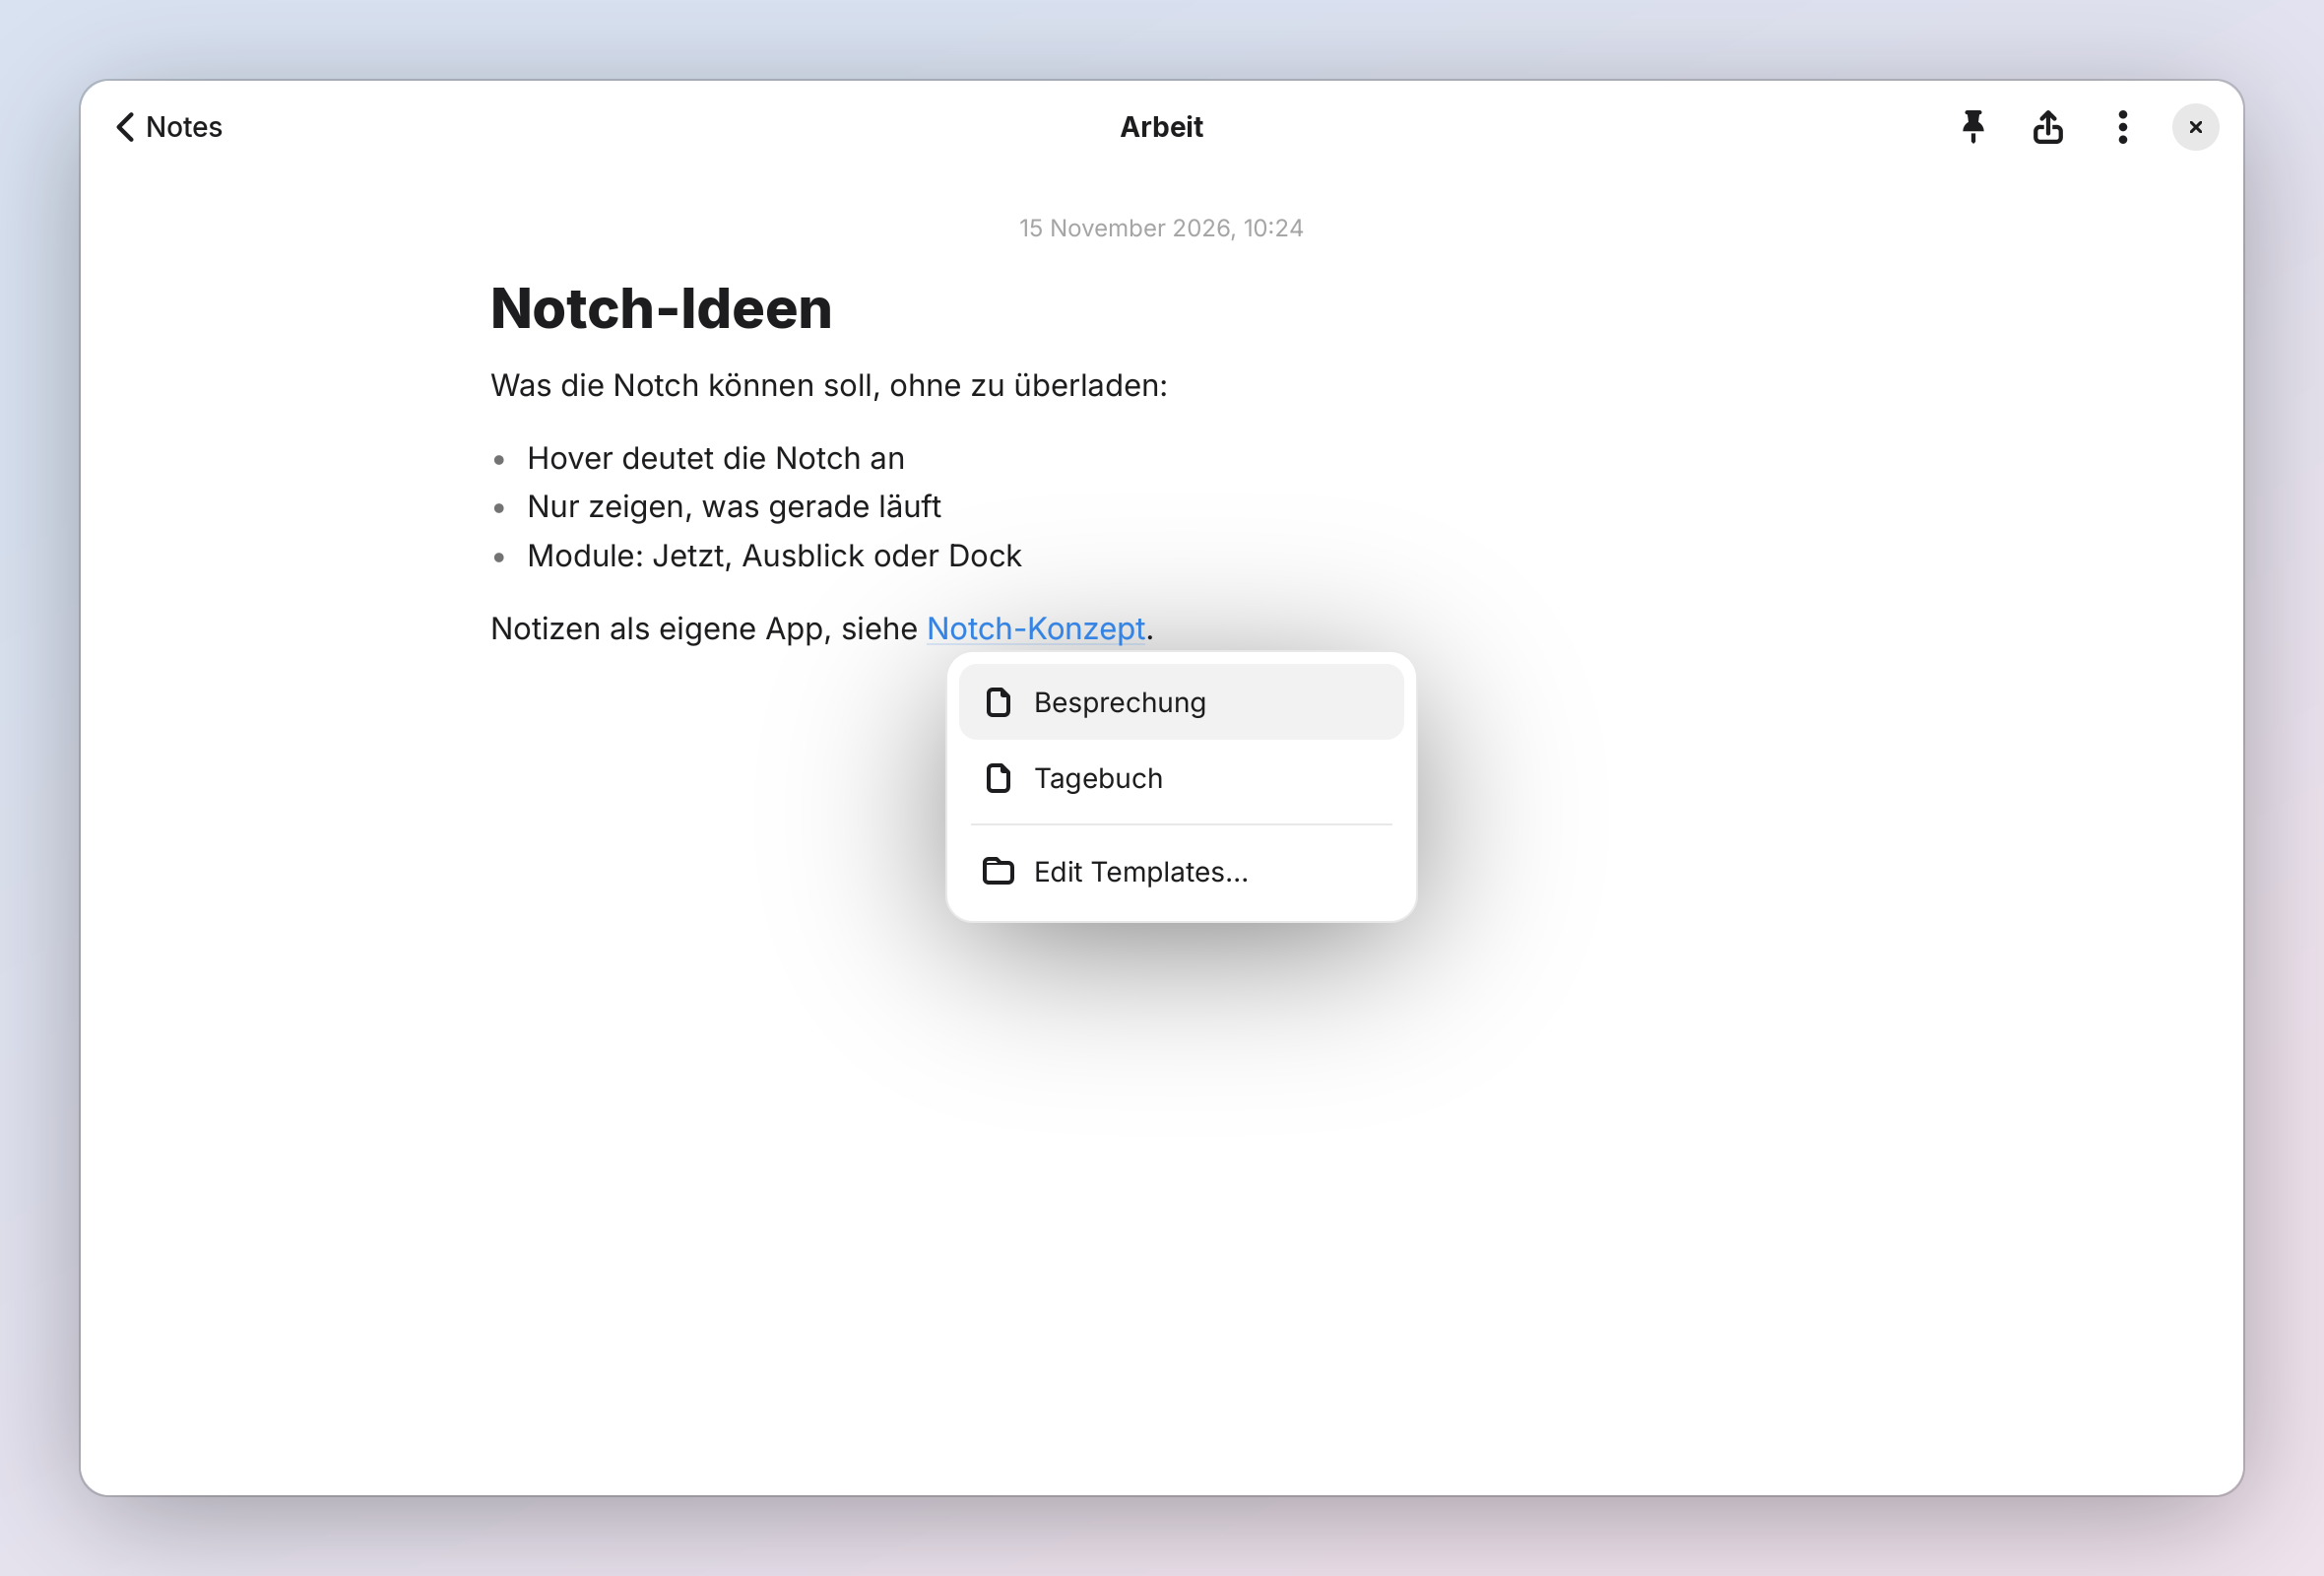 Notes
Arbeit
15 November 2026, 10:24
Notch-Ideen
Was die Notch können soll, ohne zu überladen:
• Hover deutet die Notch an
• Nur zeigen, was gerade läuft
• Module: Jetzt, Ausblick oder Dock
Notizen als eigene App, siehe Notch-Konzept.
Besprechung
Tagebuch
Edit Templates...